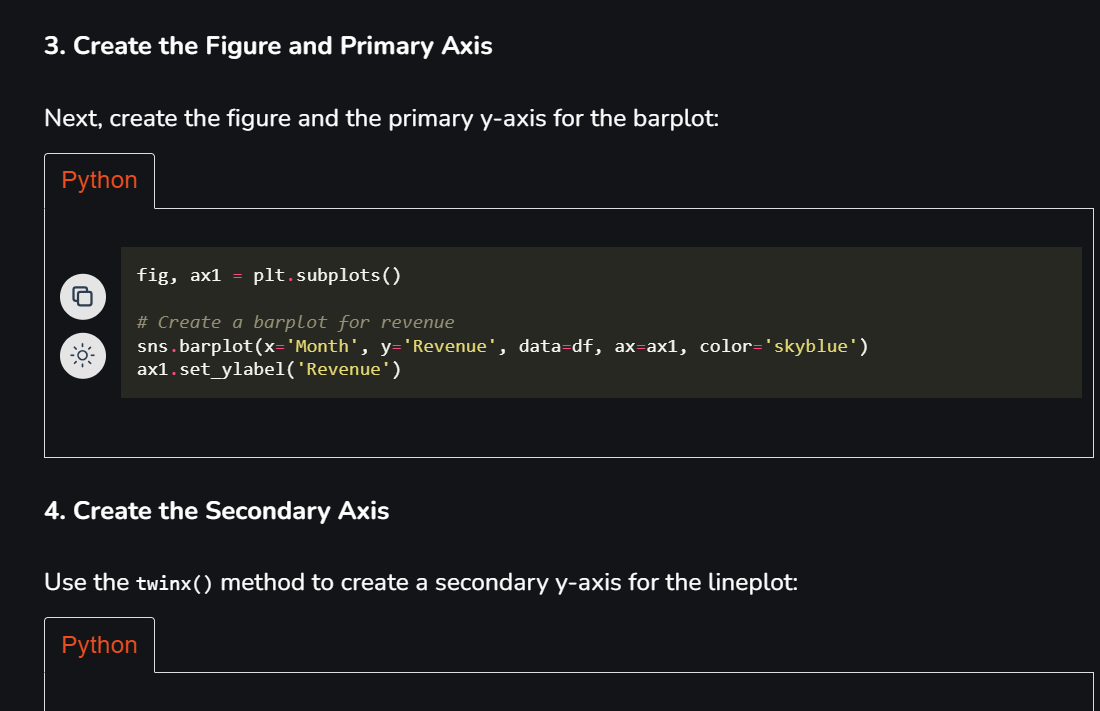 3. Create the Figure and Primary Axis
Next, create the figure and the primary y-axis for the barplot:
Python
fig, ax1 = plt.subplots()
# Create a barplot for revenue
sns.barplot(x='Month', y='Revenue', data=df, ax=ax1, color='skyblue')
ax1.set_ylabel('Revenue')
4. Create the Secondary Axis
Use the twinx() method to create a secondary y-axis for the lineplot:
Python